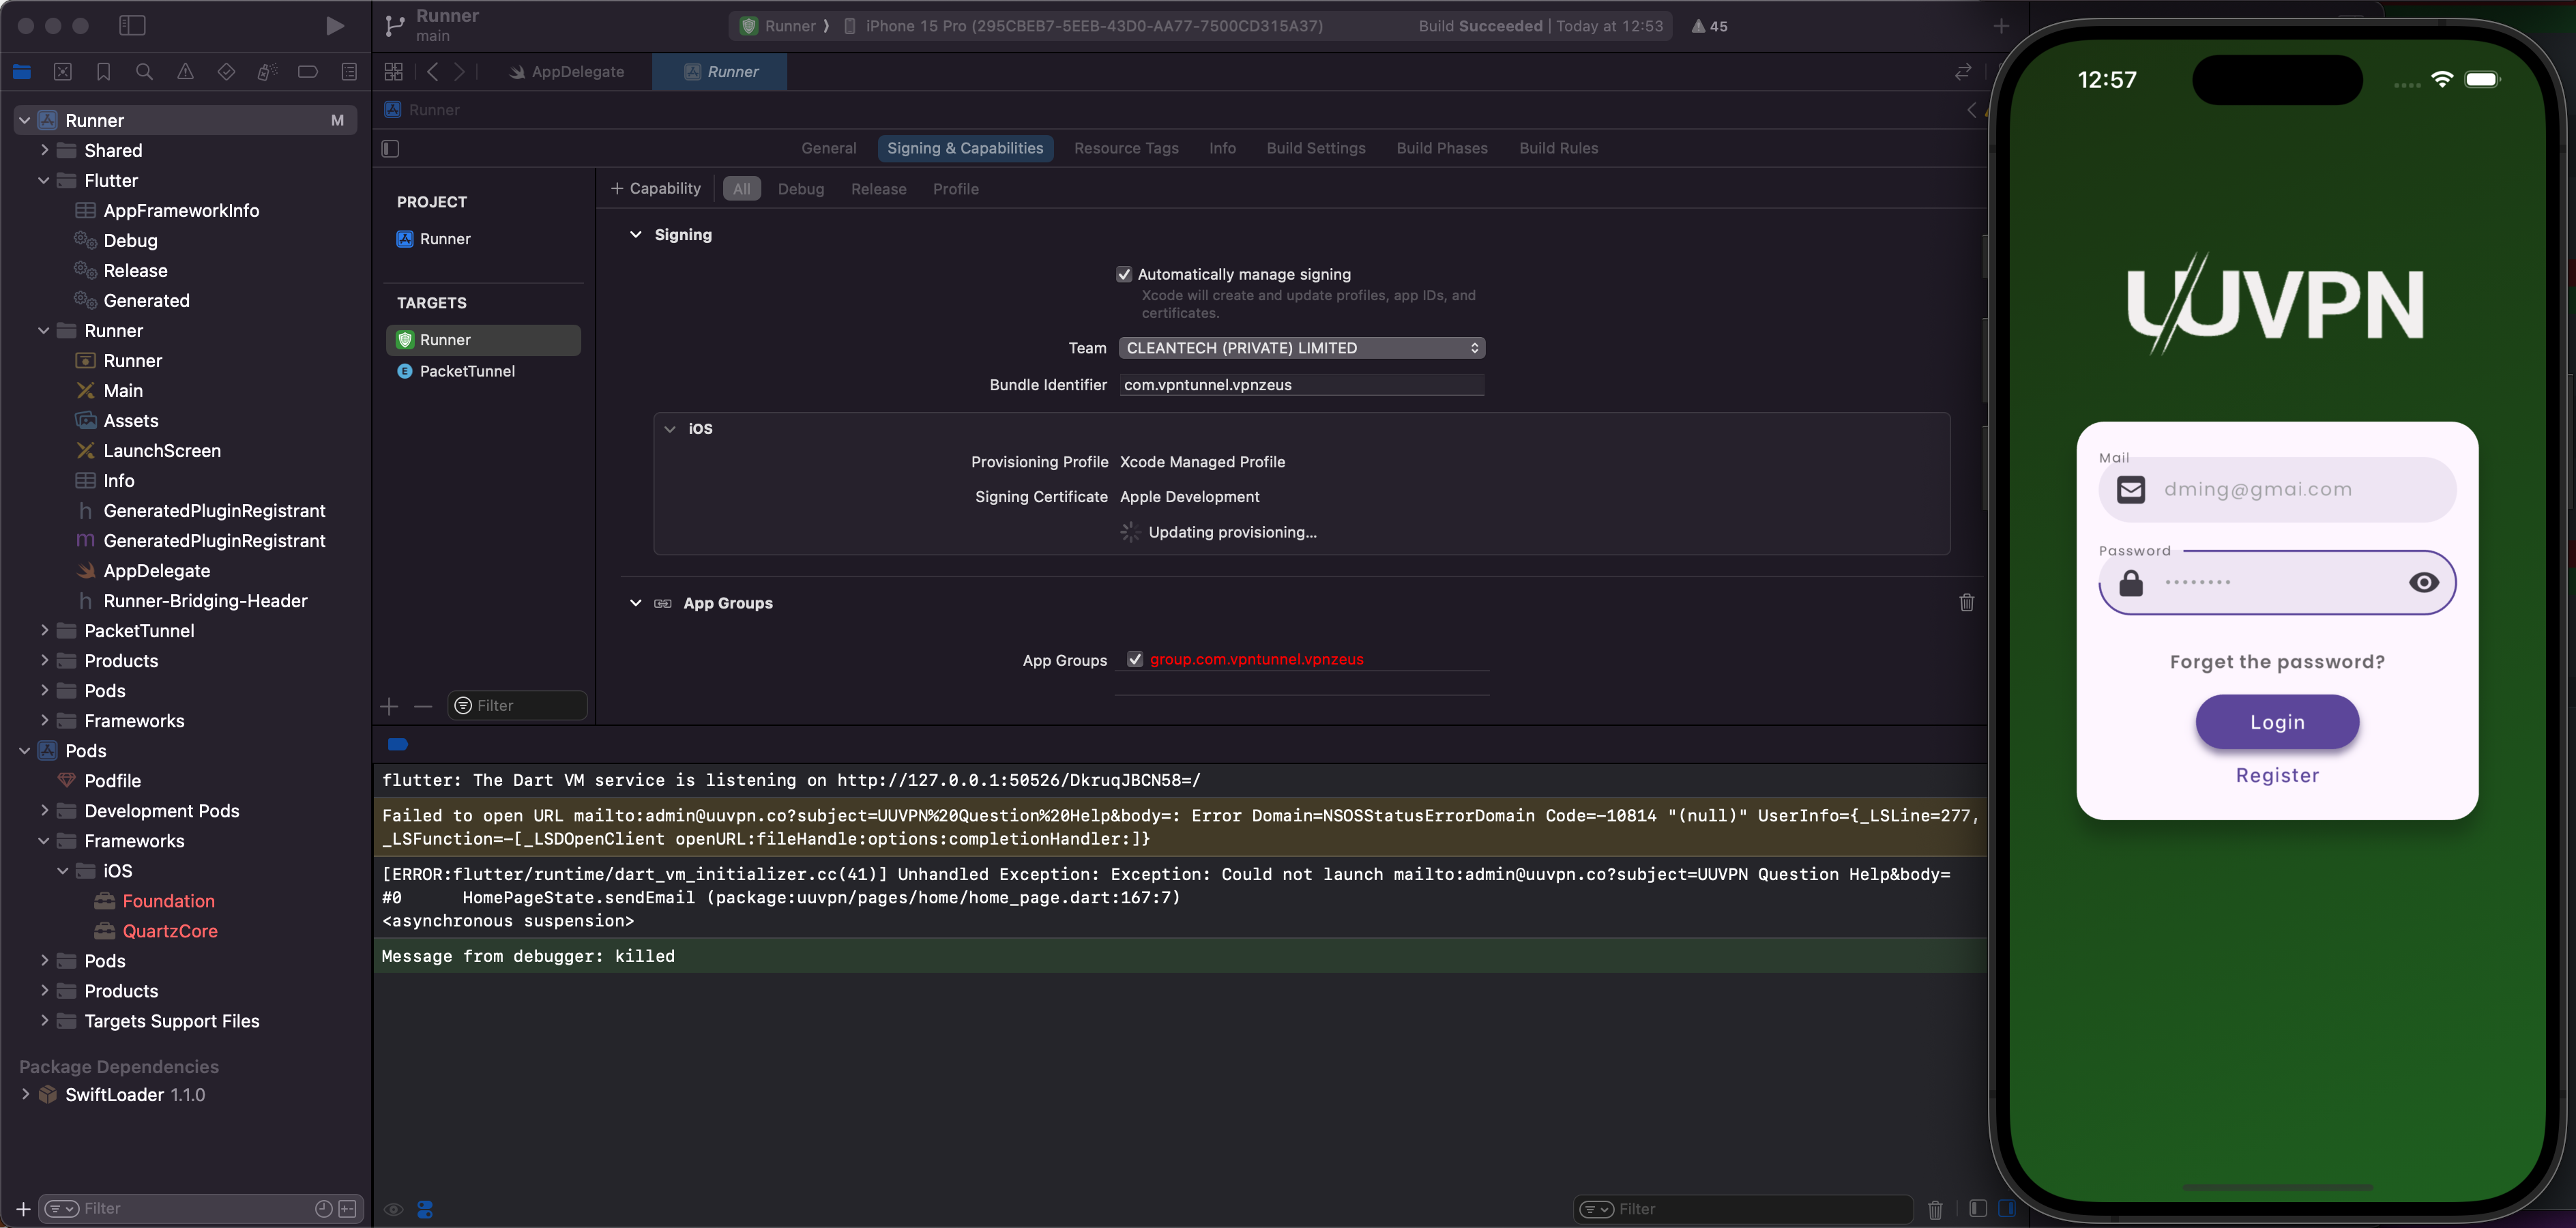 Runner
main
Runner ⟩ iPhone 15 Pro (295CBEB7-5EEB-43D0-AA77-7500CD315A37)
Build Succeeded | Today at 12:53
45
AppDelegate
Runner
Runner
Runner M
Shared
Flutter
AppFrameworkInfo
Debug
Release
Generated
Runner
Runner
Main
Assets
LaunchScreen
Info
h GeneratedPluginRegistrant
m GeneratedPluginRegistrant
AppDelegate
h Runner-Bridging-Header
PacketTunnel
Products
Pods
Frameworks
Pods
Podfile
Development Pods
Frameworks
iOS
Foundation
QuartzCore
Pods
Products
Targets Support Files
Package Dependencies
SwiftLoader 1.1.0
Filter
General
Signing & Capabilities
Resource Tags
Info
Build Settings
Build Phases
Build Rules
PROJECT
Runner
TARGETS
Runner
E PacketTunnel
Filter
+ Capability
All
Debug
Release
Profile
Signing
Automatically manage signing
Xcode will create and update profiles, app IDs, and
certificates.
Team CLEANTECH (PRIVATE) LIMITED
Bundle Identifier com.vpntunnel.vpnzeus
iOS
Provisioning Profile Xcode Managed Profile
Signing Certificate Apple Development
Updating provisioning...
App Groups
App Groups group.com.vpntunnel.vpnzeus
flutter: The Dart VM service is listening on http://127.0.0.1:50526/DkruqJBCN58=/
Failed to open URL mailto:admin@uuvpn.co?subject=UUVPN%20Question%20Help&body=: Error Domain=NSOSStatusErrorDomain Code=-10814 "(null)" UserInfo={_LSLine=277,
_LSFunction=-[_LSDOpenClient openURL:fileHandle:options:completionHandler:]}
[ERROR:flutter/runtime/dart_vm_initializer.cc(41)] Unhandled Exception: Exception: Could not launch mailto:admin@uuvpn.co?subject=UUVPN Question Help&body=
#0 HomePageState.sendEmail (package:uuvpn/pages/home/home_page.dart:167:7)
<asynchronous suspension>
Message from debugger: killed
Filter
12:57
UUVPN
Mail
dming@gmai.com
Password
••••••••
Forget the password?
Login
Register